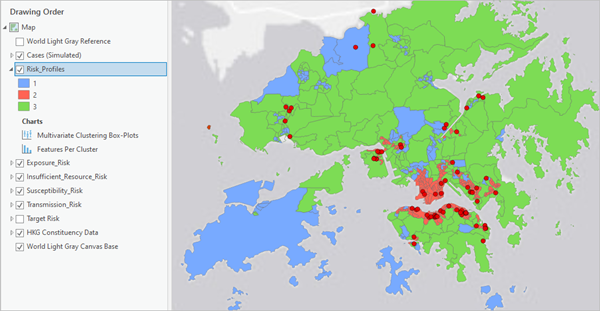 Drawing Order
Map
World Light Gray Reference
Cases (Simulated)
Risk_Profiles
1
2
3
Charts
Multivariate Clustering Box-Plots
Features Per Cluster
Exposure_Risk
Insufficient_Resource_Risk
Susceptibility_Risk
Transmission_Risk
Target Risk
HKG Constituency Data
World Light Gray Canvas Base